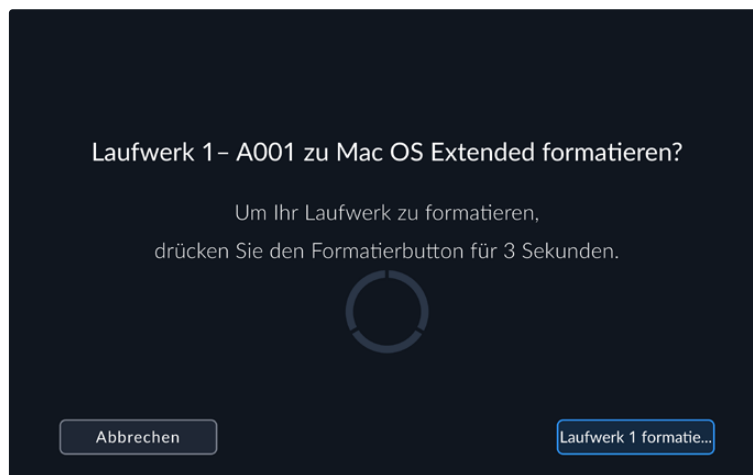 Laufwerk 1– A001 zu Mac OS Extended formatieren?
Um Ihr Laufwerk zu formatieren,
drücken Sie den Formatierbutton für 3 Sekunden.
Abbrechen
Laufwerk 1 formatie...